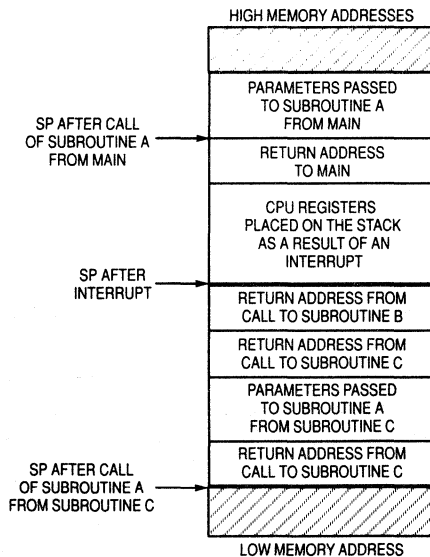 HIGH MEMORY ADDRESSES
PARAMETERS PASSED
TO SUBROUTINE A
FROM MAIN
SP AFTER CALL
OF SUBROUTINE A
FROM MAIN
RETURN ADDRESS
TO MAIN
CPU REGISTERS
PLACED ON THE STACK
AS A RESULT OF AN
INTERRUPT
SP AFTER
INTERRUPT
RETURN ADDRESS FROM
CALL TO SUBROUTINE B
RETURN ADDRESS FROM
CALL TO SUBROUTINE C
PARAMETERS PASSED
TO SUBROUTINE A
FROM SUBROUTINE C
RETURN ADDRESS FROM
CALL TO SUBROUTINE C
SP AFTER CALL
OF SUBROUTINE A
FROM SUBROUTINE C
LOW MEMORY ADDRESS